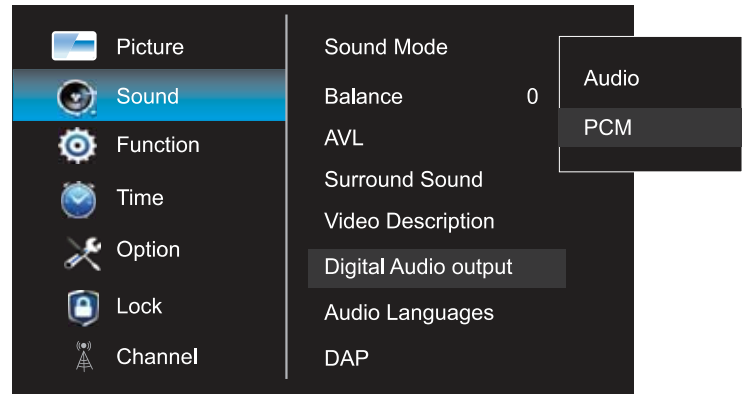 Picture
Sound
Function
Time
Option
Lock
Channel
Sound Mode
Balance 0
AVL
Surround Sound
Video Description
Digital Audio output
Audio Languages
DAP
Audio
PCM